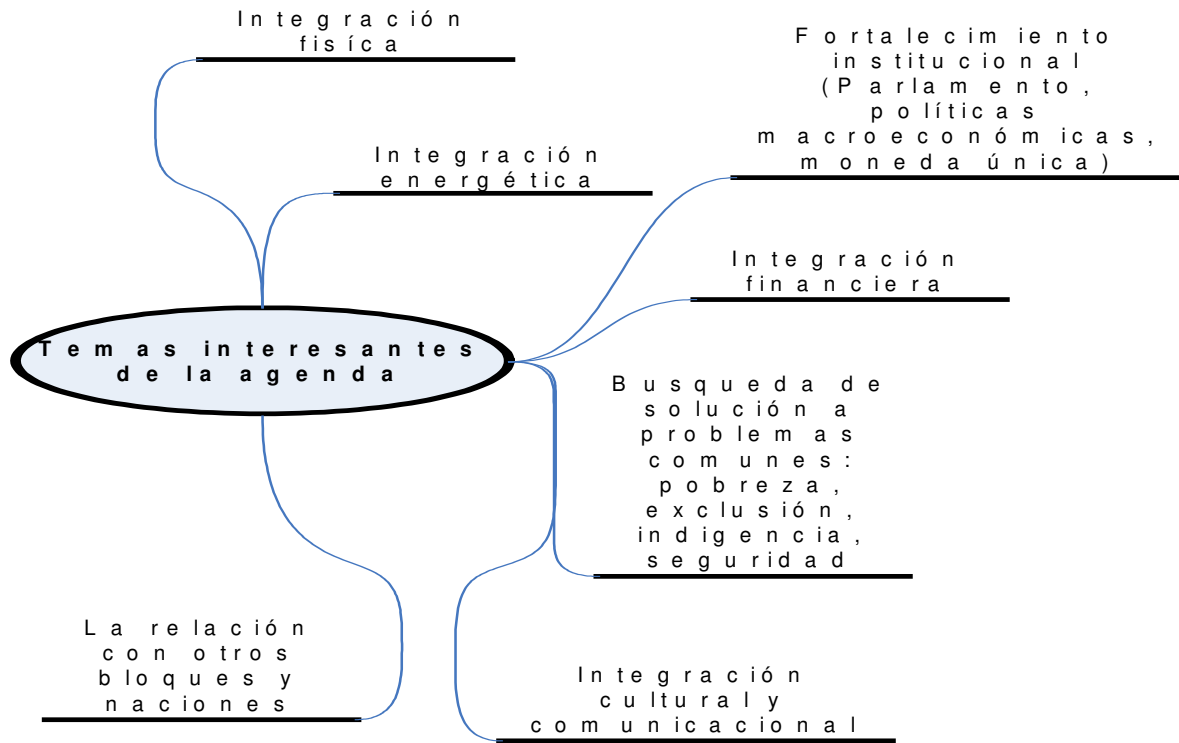 Integración
fisíca
Fortalecimiento
institucional
(Parlamento,
políticas
macroeconómicas,
moneda única)
Integración
energética
Integración
financiera
Temas interesantes
de la agenda
Busqueda de
solución a
problemas
comunes:
pobreza,
exclusión,
indigencia,
seguridad
La relación
con otros
bloques y
naciones
Integración
cultural y
comunicacional